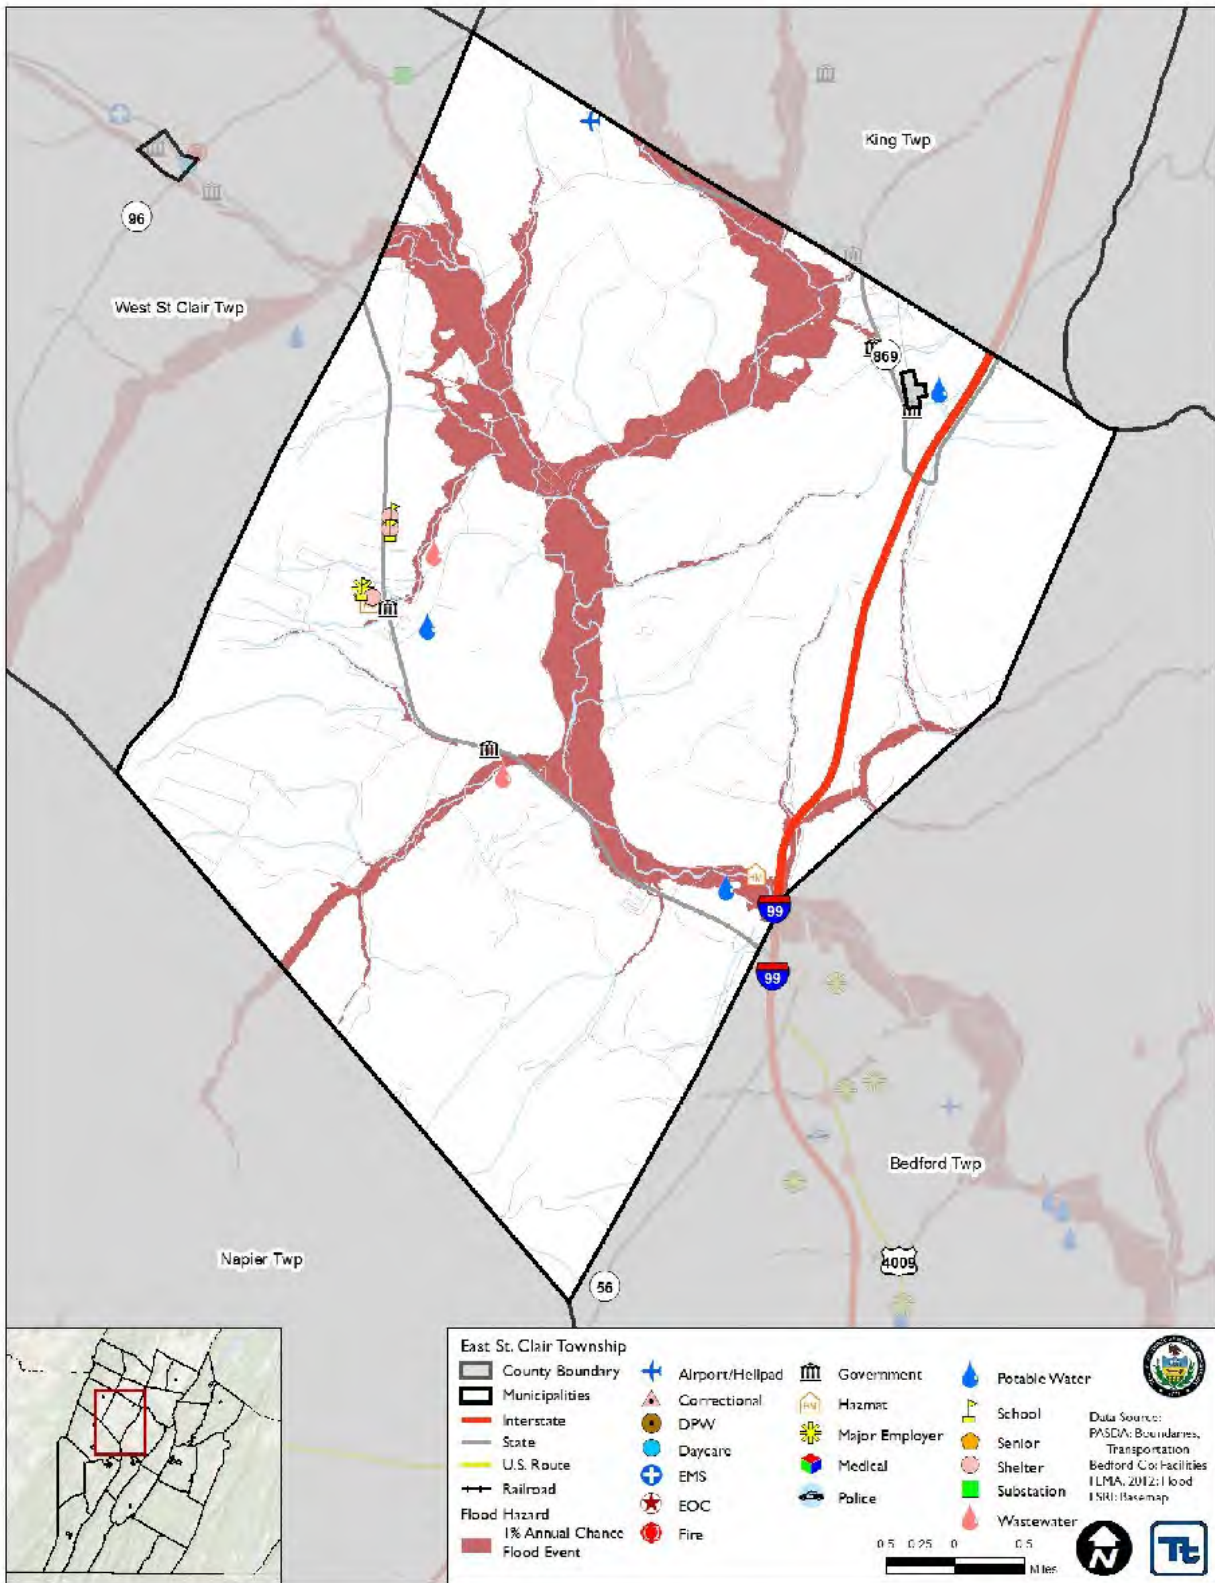 King Twp
96
West St Clair Twp
869
99
99
Bedford Twp
4009
Napier Twp
56
East St. Clair Township
County Boundary
Municipalities
Interstate
State
U.S. Route
Railroad
Flood Hazard
1% Annual Chance
Flood Event
Airport/Helipad
Correctional
DPW
Daycare
EMS
EOC
Fire
Government
HM
Hazmat
Major Employer
Medical
Police
Potable Water
School
Senior
Shelter
Substation
Wastewater
Data Source:
PASDA: Boundaries,
Transportation
Bedford Co: Facilities
FEMA, 2012: Flood
ESRI: Basemap
0.5 0.25 0 0.5
Miles
N
Tt